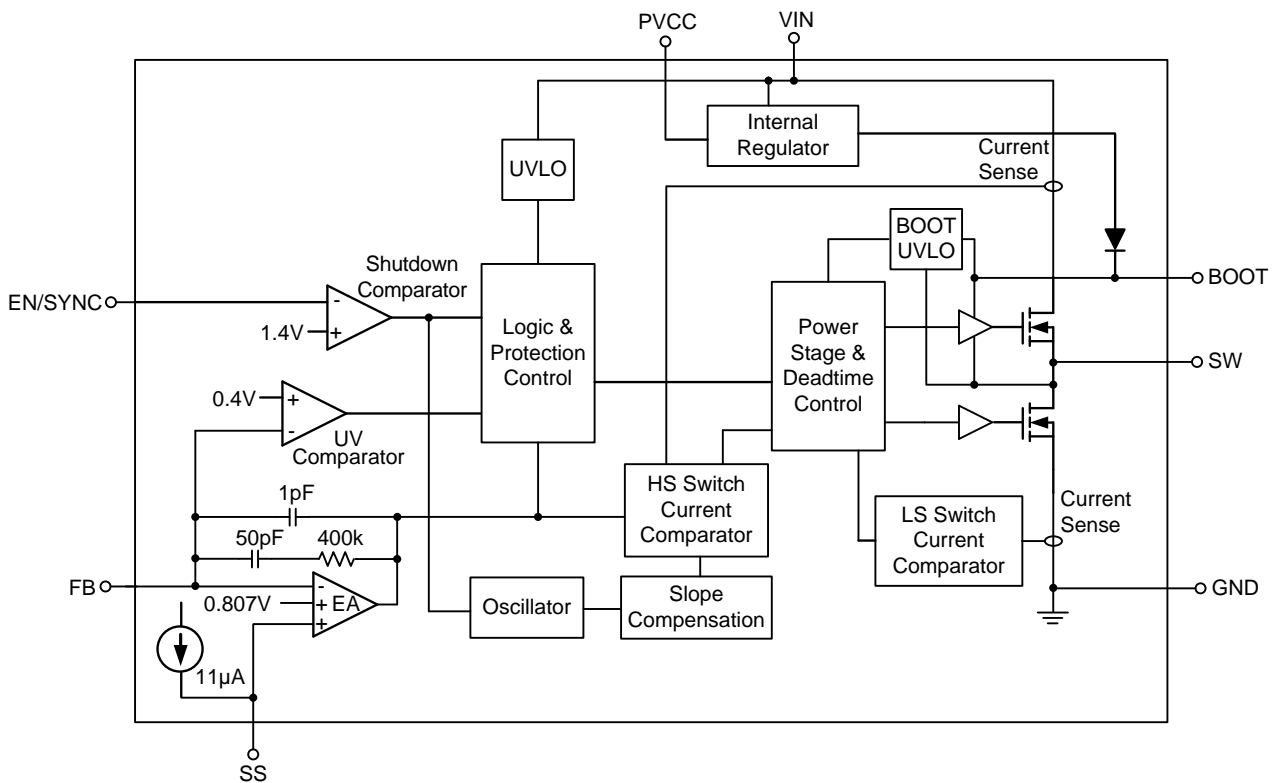 PVCC
VIN
Internal
Regulator
Current
Sense
UVLO
BOOT
UVLO
Shutdown
Comparator
EN/SYNC
-
1.4V
+
Logic &
Protection
Control
Power
Stage &
Deadtime
Control
BOOT
SW
0.4V
+
-
UV
Comparator
1pF
HS Switch
Current
Comparator
LS Switch
Current
Comparator
Current
Sense
50pF
400k
FB
-
0.807V
+
EA
+
Oscillator
Slope
Compensation
GND
11µA
SS